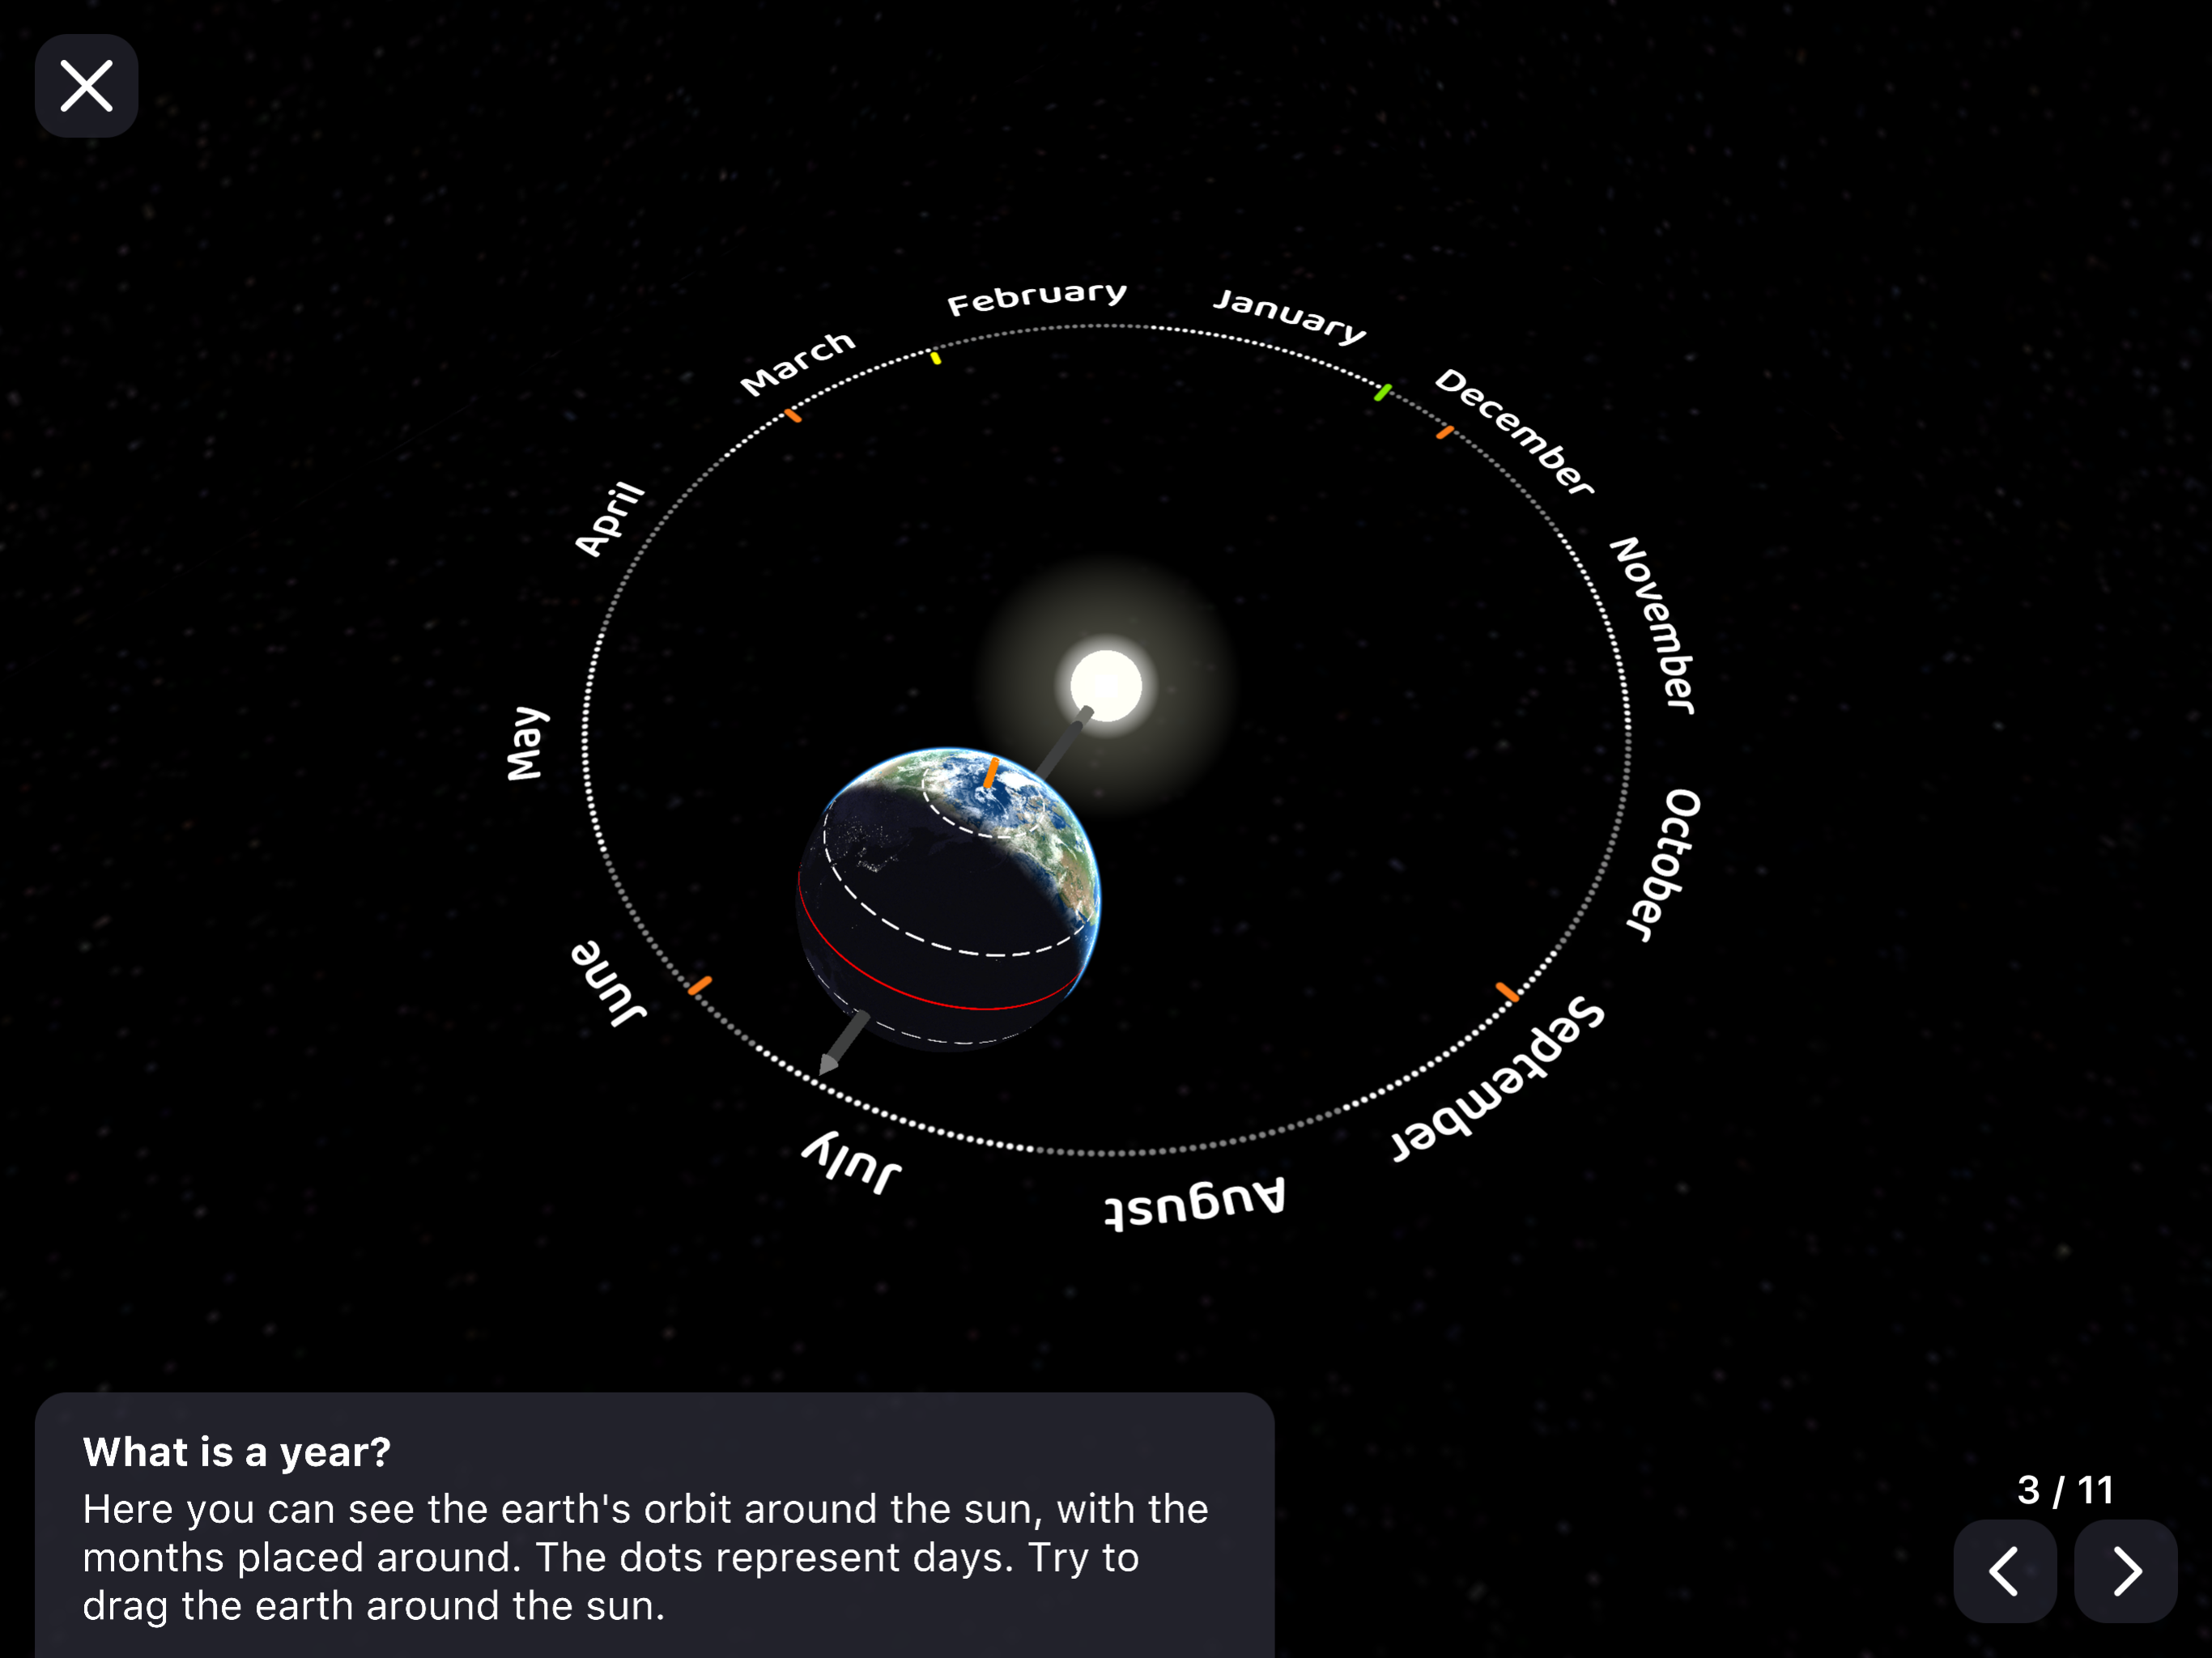 February
January
March
December
April
November
May
October
June
September
July
August
What is a year?
Here you can see the earth's orbit around the sun, with the
months placed around. The dots represent days. Try to
drag the earth around the sun.
3 / 11